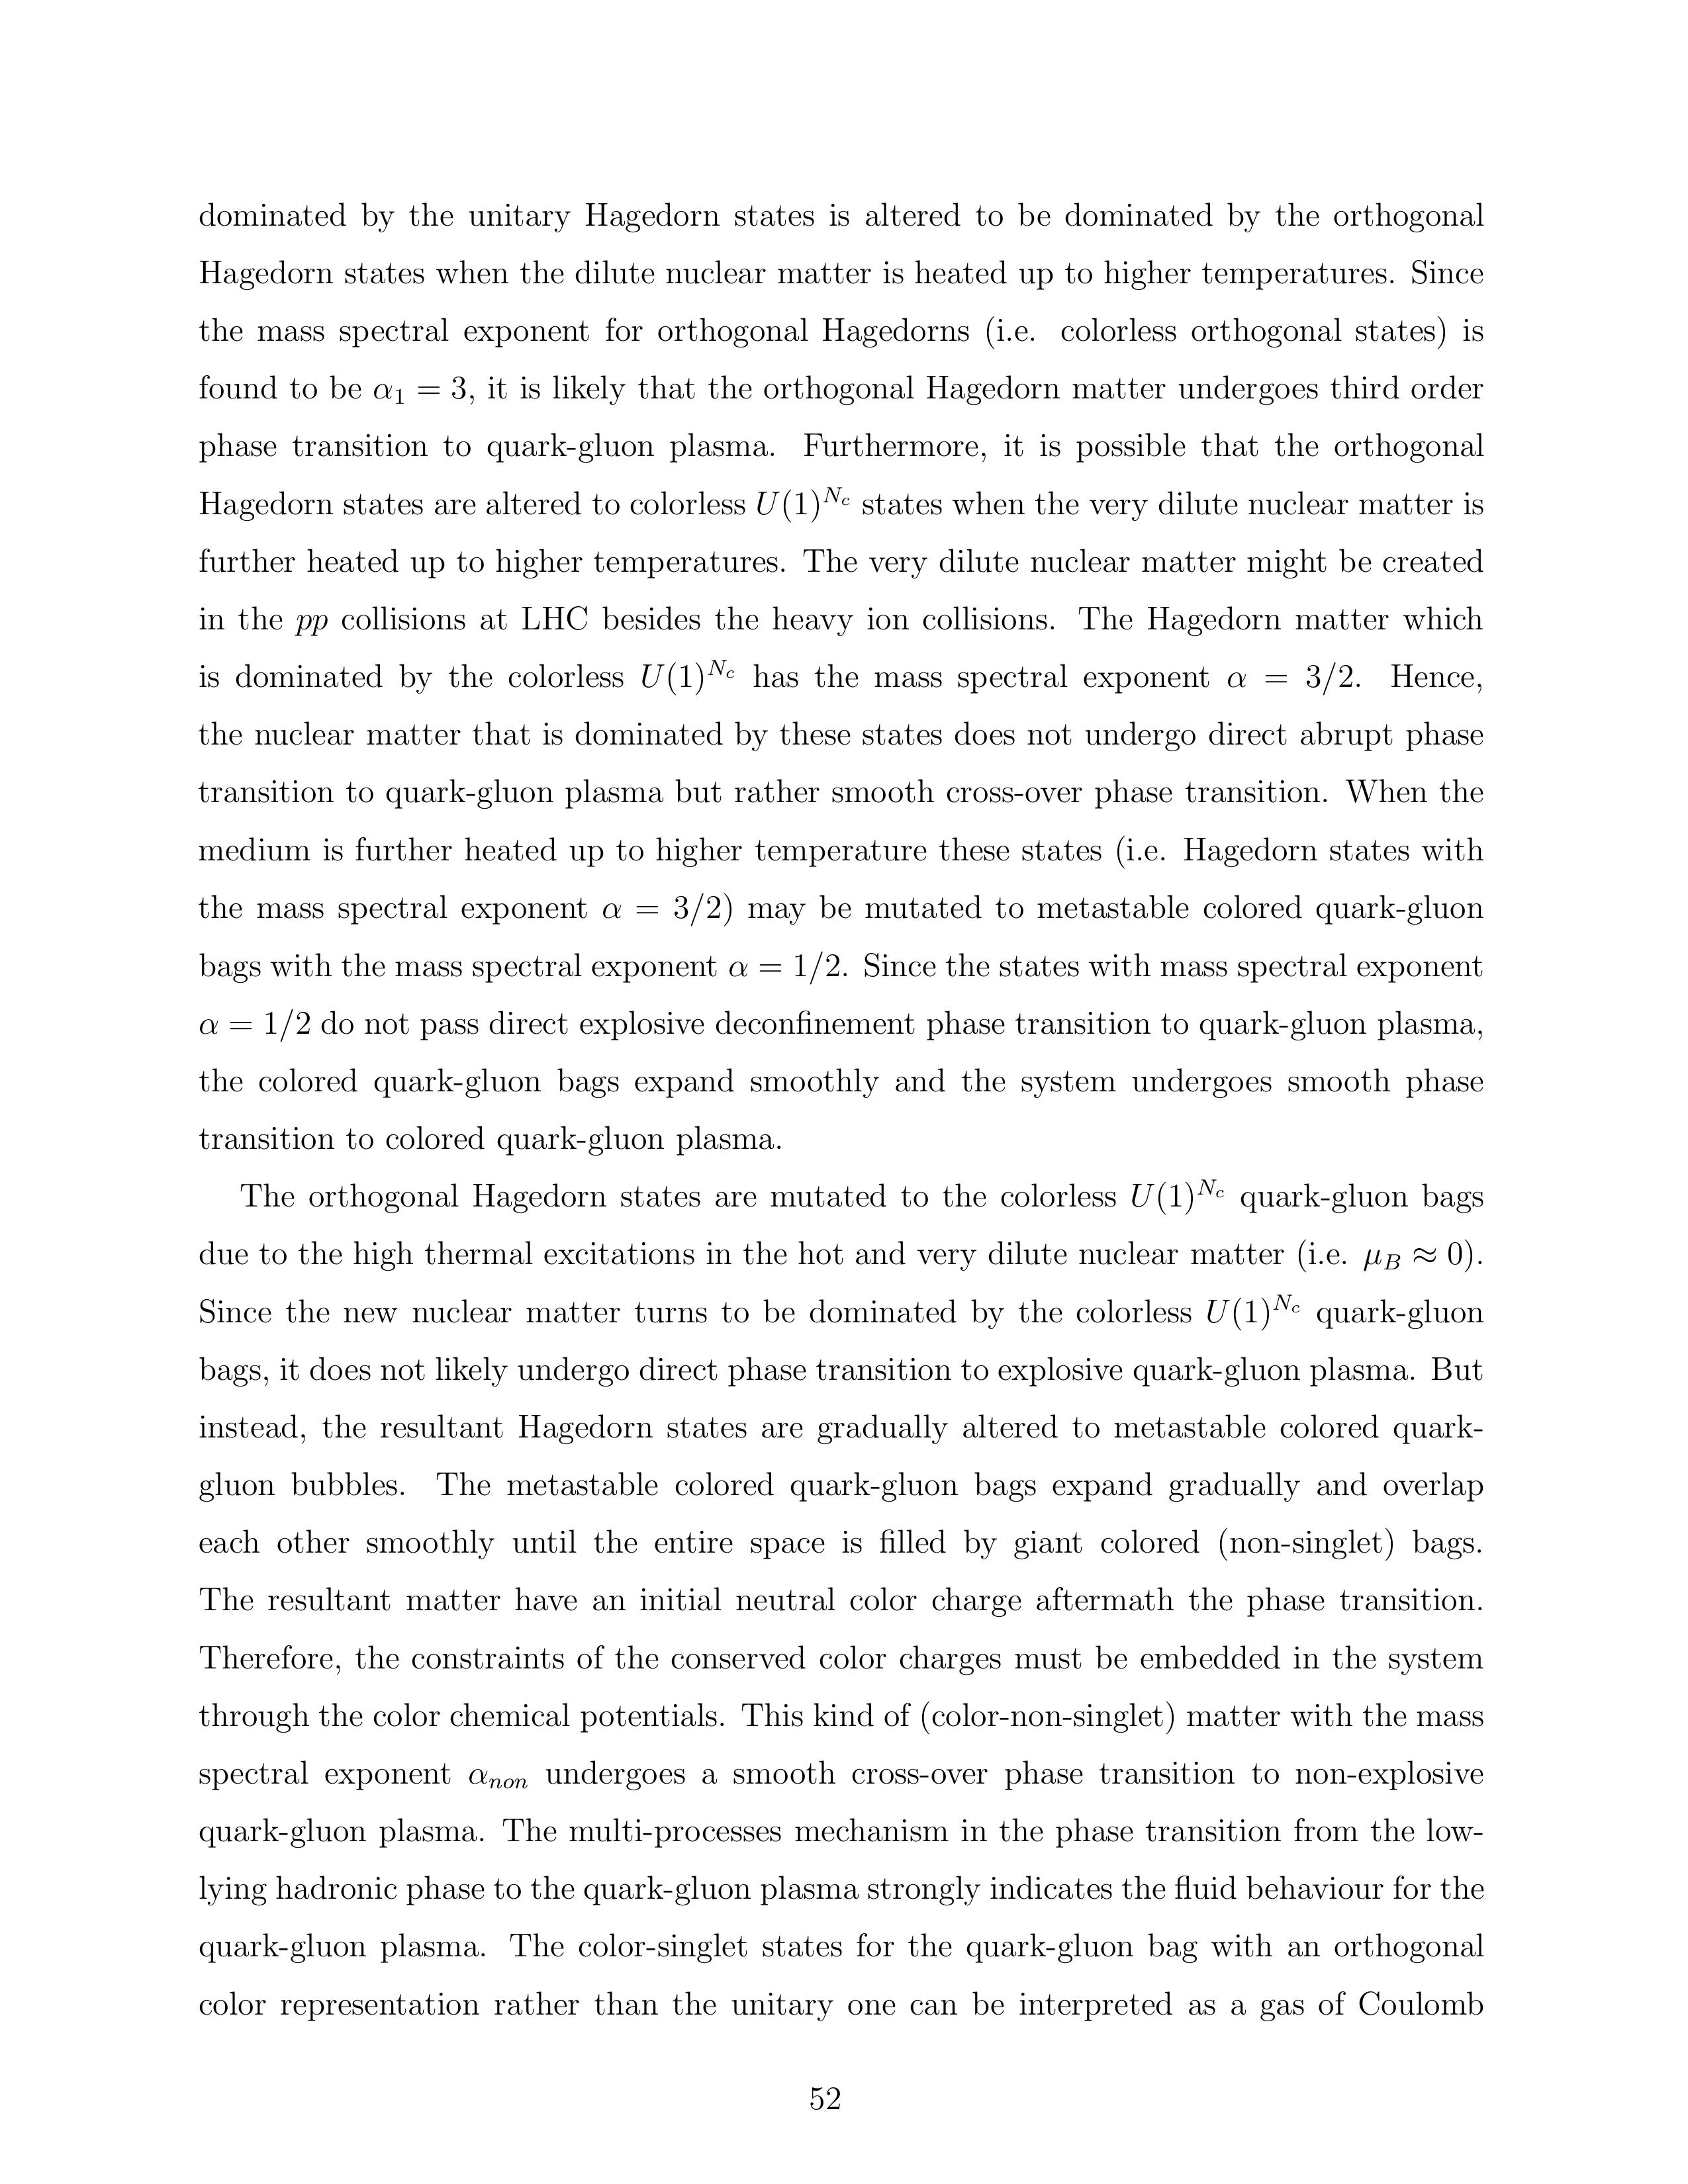 dominated by the unitary Hagedorn states is altered to be dominated by the orthogonal
Hagedorn states when the dilute nuclear matter is heated up to higher temperatures. Since
the mass spectral exponent for orthogonal Hagedorns (i.e. colorless orthogonal states) is
found to be α₁ = 3, it is likely that the orthogonal Hagedorn matter undergoes third order
phase transition to quark-gluon plasma. Furthermore, it is possible that the orthogonal
Hagedorn states are altered to colorless $U(1)^{N_c}$ states when the very dilute nuclear matter is
further heated up to higher temperatures. The very dilute nuclear matter might be created
in the pp collisions at LHC besides the heavy ion collisions. The Hagedorn matter which
is dominated by the colorless $U(1)^{N_c}$ has the mass spectral exponent α = 3/2. Hence,
the nuclear matter that is dominated by these states does not undergo direct abrupt phase
transition to quark-gluon plasma but rather smooth cross-over phase transition. When the
medium is further heated up to higher temperature these states (i.e. Hagedorn states with
the mass spectral exponent α = 3/2) may be mutated to metastable colored quark-gluon
bags with the mass spectral exponent α = 1/2. Since the states with mass spectral exponent
α = 1/2 do not pass direct explosive deconfinement phase transition to quark-gluon plasma,
the colored quark-gluon bags expand smoothly and the system undergoes smooth phase
transition to colored quark-gluon plasma.
The orthogonal Hagedorn states are mutated to the colorless $U(1)^{N_c}$ quark-gluon bags
due to the high thermal excitations in the hot and very dilute nuclear matter (i.e. $\mu_B$ ≈ 0).
Since the new nuclear matter turns to be dominated by the colorless $U(1)^{N_c}$ quark-gluon
bags, it does not likely undergo direct phase transition to explosive quark-gluon plasma. But
instead, the resultant Hagedorn states are gradually altered to metastable colored quark-
gluon bubbles. The metastable colored quark-gluon bags expand gradually and overlap
each other smoothly until the entire space is filled by giant colored (non-singlet) bags.
The resultant matter have an initial neutral color charge aftermath the phase transition.
Therefore, the constraints of the conserved color charges must be embedded in the system
through the color chemical potentials. This kind of (color-non-singlet) matter with the mass
spectral exponent $\alpha_{non}$ undergoes a smooth cross-over phase transition to non-explosive
quark-gluon plasma. The multi-processes mechanism in the phase transition from the low-
lying hadronic phase to the quark-gluon plasma strongly indicates the fluid behaviour for the
quark-gluon plasma. The color-singlet states for the quark-gluon bag with an orthogonal
color representation rather than the unitary one can be interpreted as a gas of Coulomb
52